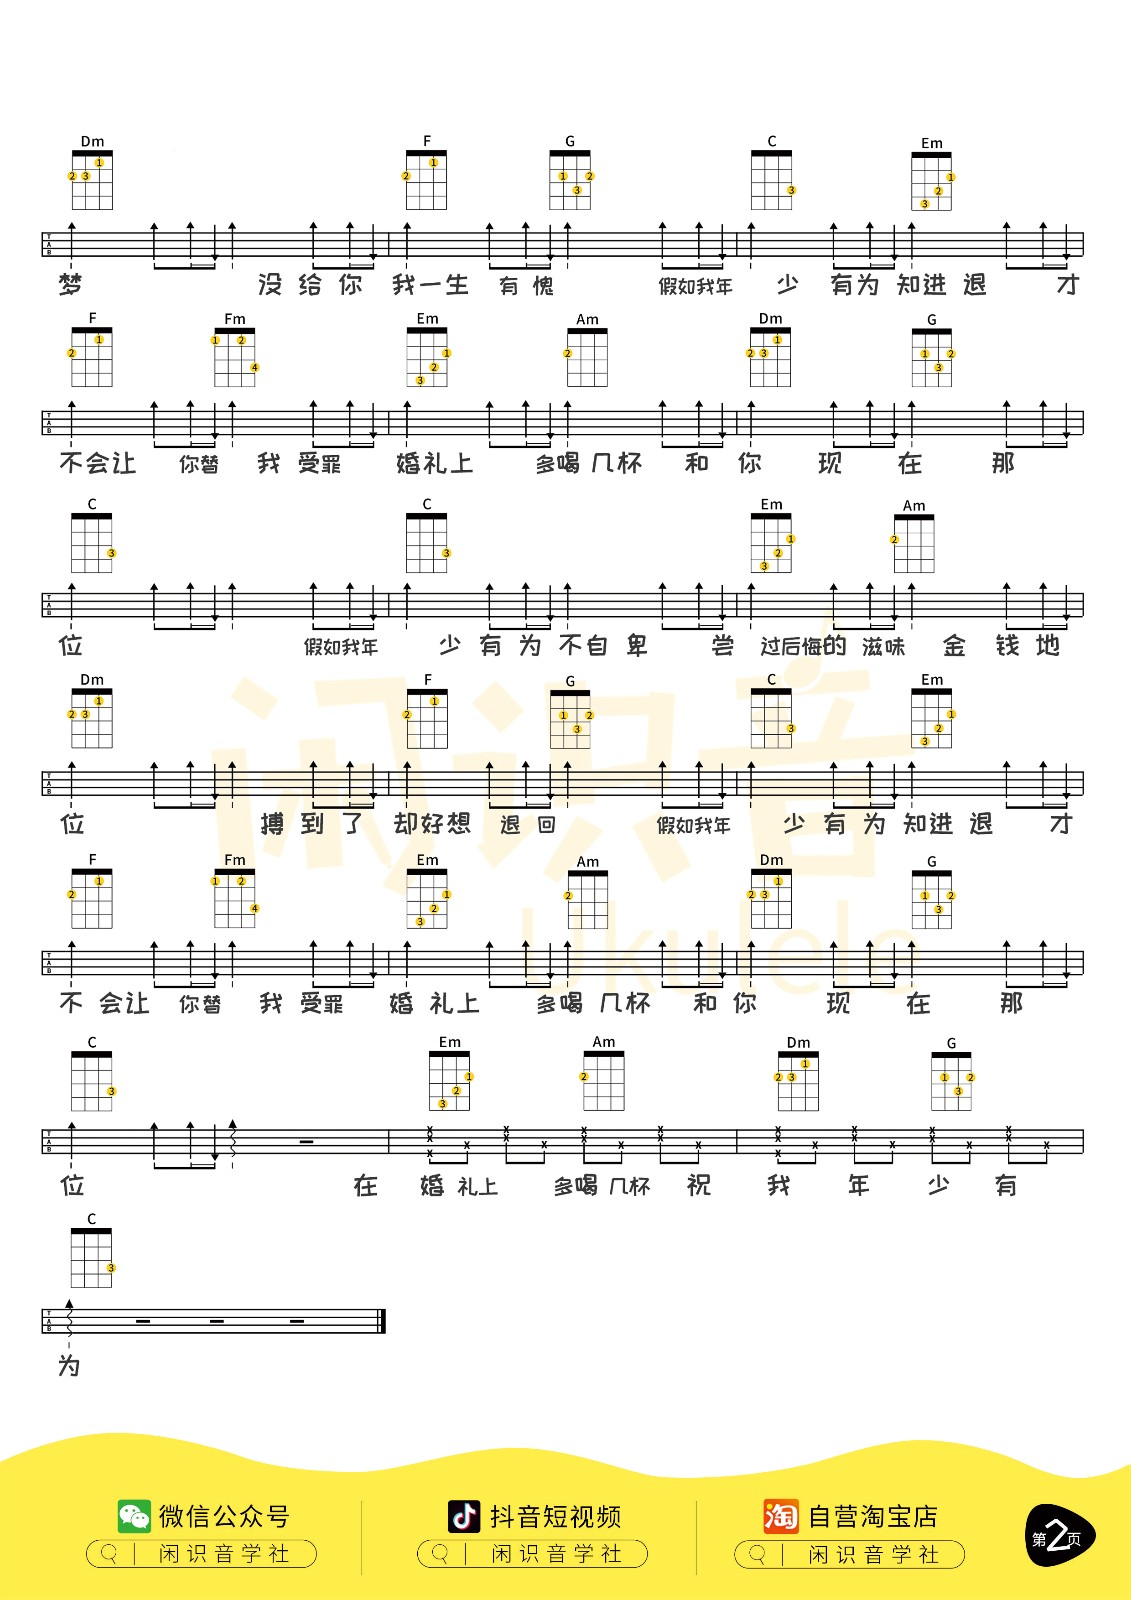 Dm F G C Em
梦 没 给 你 我一生 有 愧 假如我年 少 有为 知进 退 才
F Fm Em Am Dm G
不会让 你替 我 受罪 婚礼上 多喝几杯 和 你 现 在 那
C C Em Am
位 假如我年 少 有 为 不自 卑 尝 过后悔的 滋味 金 钱 地
Dm F G C Em
位 搏 到 了 却好想 退 回 假如我年 少 有 为 知进 退 才
F Fm Em Am Dm G
不 会让 你替 我 受罪 婚 礼上 多喝几杯 和你 现 在 那
C Em Am Dm G
位 在 婚 礼上 多喝几杯 祝 我 年 少 有
C
为
闲识音
Ukulele
微信公众号 抖音短视频 淘 自营淘宝店
闲识音学社 闲识音学社 闲识音学社
第2页